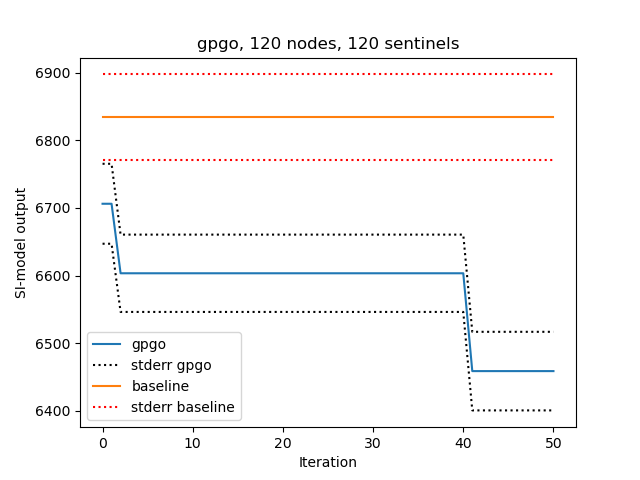 gpgo, 120 nodes, 120 sentinels
6900
6800
6700
6600
6500
6400
SI-model output
gpgo
stderr gpgo
baseline
stderr baseline
0 10 20 30 40 50
Iteration